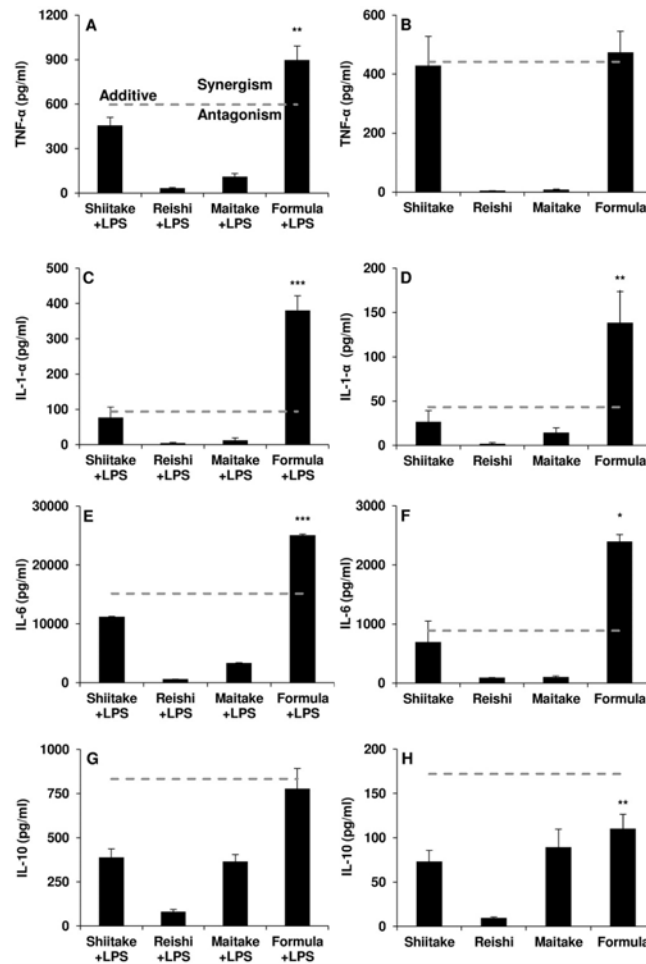 A
TNF-α (pg/ml)
1200
900
600
300
0
Additive
Synergism
Antagonism
**
Shiitake Reishi Maitake Formula
+LPS +LPS +LPS +LPS
B
TNF-α (pg/ml)
600
400
200
0
Shiitake Reishi Maitake Formula
C
IL-1-α (pg/ml)
500
400
300
200
100
0
***
Shiitake Reishi Maitake Formula
+LPS +LPS +LPS +LPS
D
IL-1-α (pg/ml)
200
150
100
50
0
**
Shiitake Reishi Maitake Formula
E
IL-6 (pg/ml)
30000
20000
10000
0
***
Shiitake Reishi Maitake Formula
+LPS +LPS +LPS +LPS
F
IL-6 (pg/ml)
3000
2000
1000
0
*
Shiitake Reishi Maitake Formula
G
IL-10 (pg/ml)
1000
750
500
250
0
Shiitake Reishi Maitake Formula
+LPS +LPS +LPS +LPS
H
IL-10 (pg/ml)
200
150
100
50
0
**
Shiitake Reishi Maitake Formula